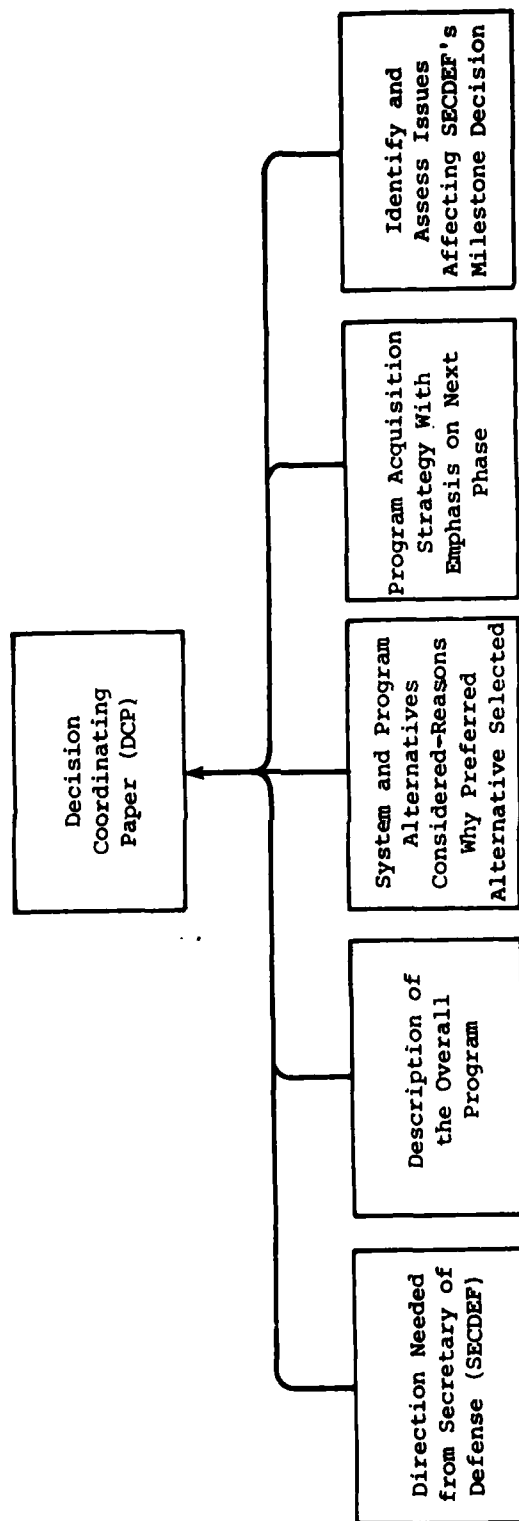 Decision
Coordinating
Paper (DCP)
Direction Needed
from Secretary of
Defense (SECDEF)
Description of
the Overall
Program
System and Program
Alternatives
Considered-Reasons
Why Preferred
Alternative Selected
Program Acquisition
Strategy With
Emphasis on Next
Phase
Identify and
Assess Issues
Affecting SECDEF's
Milestone Decision